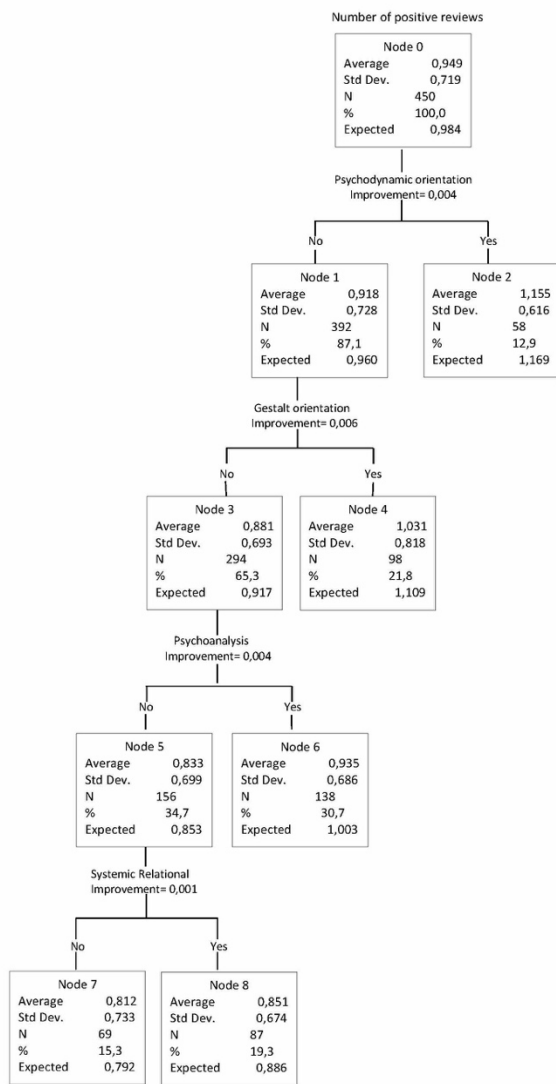 Number of positive reviews
Node 0
Average 0,949
Std Dev. 0,719
N 450
% 100,0
Expected 0,984
Psychodynamic orientation
Improvement= 0,004
No Yes
Node 1
Average 0,918
Std Dev. 0,728
N 392
% 87,1
Expected 0,960
Node 2
Average 1,155
Std Dev. 0,616
N 58
% 12,9
Expected 1,169
Gestalt orientation
Improvement= 0,006
No Yes
Node 3
Average 0,881
Std Dev. 0,693
N 294
% 65,3
Expected 0,917
Node 4
Average 1,031
Std Dev. 0,818
N 98
% 21,8
Expected 1,109
Psychoanalysis
Improvement= 0,004
No Yes
Node 5
Average 0,833
Std Dev. 0,699
N 156
% 34,7
Expected 0,853
Node 6
Average 0,935
Std Dev. 0,686
N 138
% 30,7
Expected 1,003
Systemic Relational
Improvement= 0,001
No Yes
Node 7
Average 0,812
Std Dev. 0,733
N 69
% 15,3
Expected 0,792
Node 8
Average 0,851
Std Dev. 0,674
N 87
% 19,3
Expected 0,886